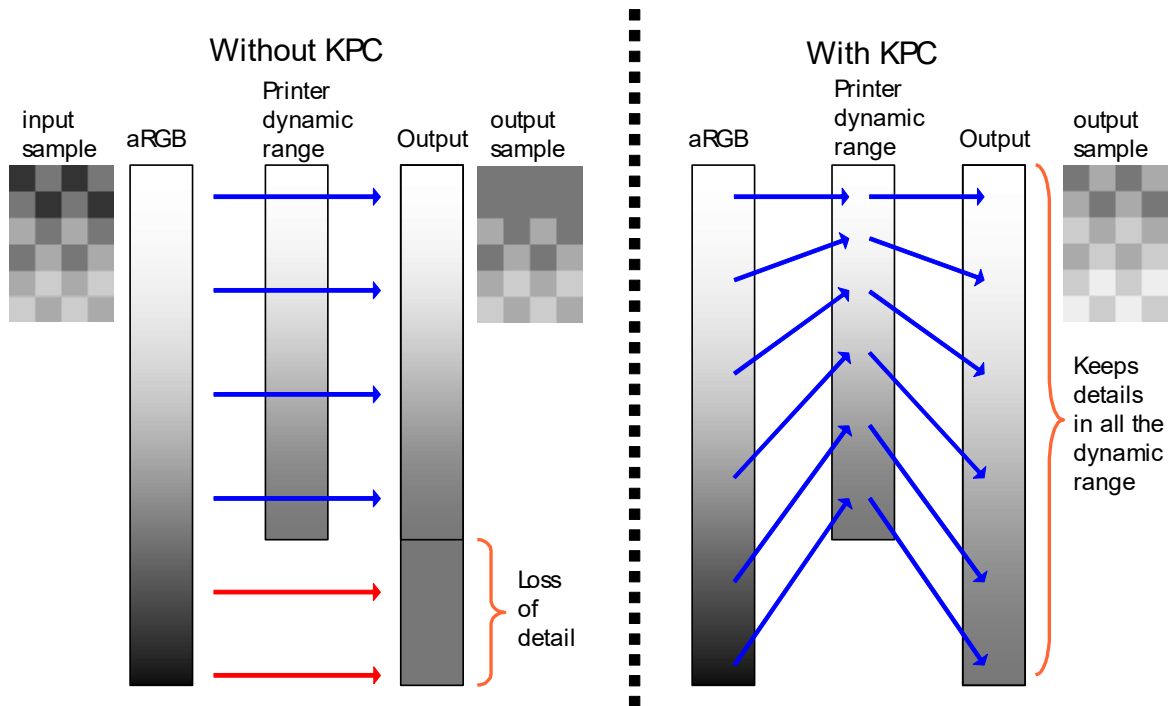 Without KPC
input
sample
aRGB
Printer
dynamic
range
Output
output
sample
Loss
of
detail
With KPC
aRGB
Printer
dynamic
range
Output
output
sample
Keeps
details
in all the
dynamic
range